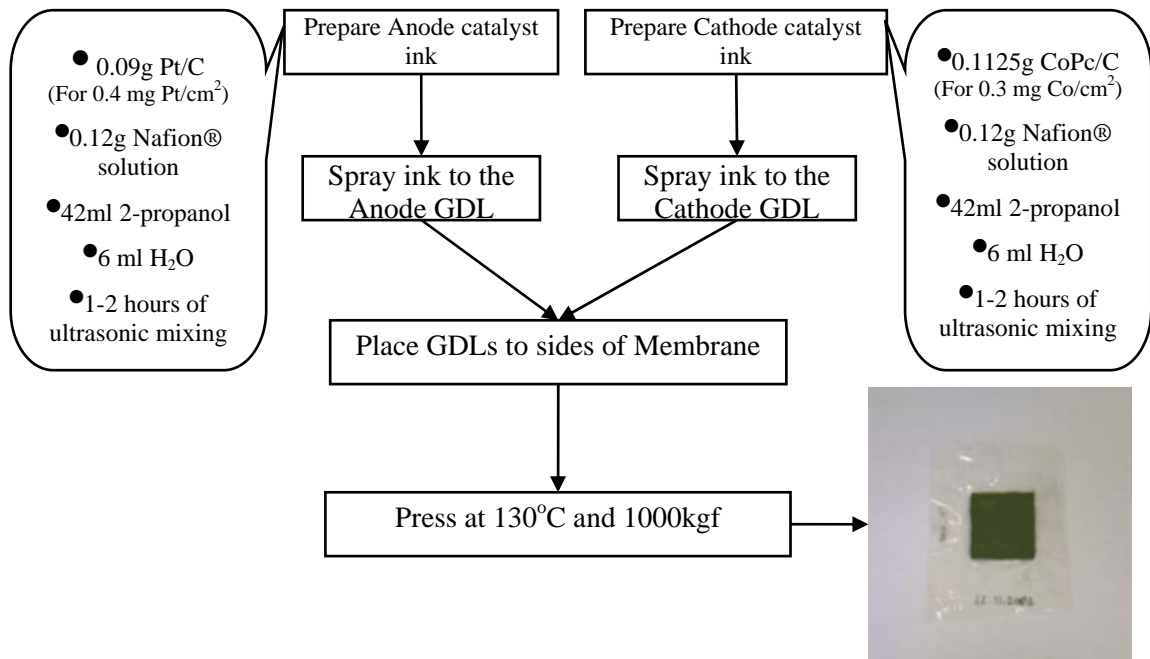 Prepare Anode catalyst
ink
Prepare Cathode catalyst
ink
● 0.09g Pt/C
(For 0.4 mg Pt/cm²)
●0.12g Nafion®
solution
●42ml 2-propanol
●6 ml H₂O
●1-2 hours of
ultrasonic mixing
●0.1125g CoPc/C
(For 0.3 mg Co/cm²)
●0.12g Nafion®
solution
●42ml 2-propanol
●6 ml H₂O
●1-2 hours of
ultrasonic mixing
Spray ink to the
Anode GDL
Spray ink to the
Cathode GDL
Place GDLs to sides of Membrane
Press at 130°C and 1000kgf